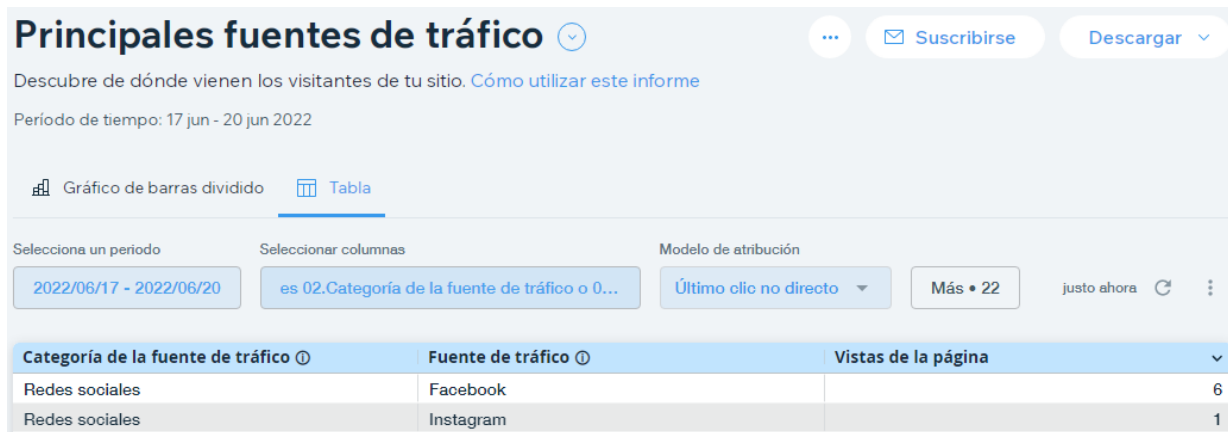 Principales fuentes de tráfico
Suscribirse
Descargar
Descubre de dónde vienen los visitantes de tu sitio. Cómo utilizar este informe
Período de tiempo: 17 jun - 20 jun 2022
Gráfico de barras dividido Tabla
Selecciona un periodo Seleccionar columnas Modelo de atribución
2022/06/17 - 2022/06/20 es 02.Categoría de la fuente de tráfico o 0... Último clic no directo Más • 22 justo ahora
Categoría de la fuente de tráfico Fuente de tráfico Vistas de la página
Redes sociales Facebook 6
Redes sociales Instagram 1